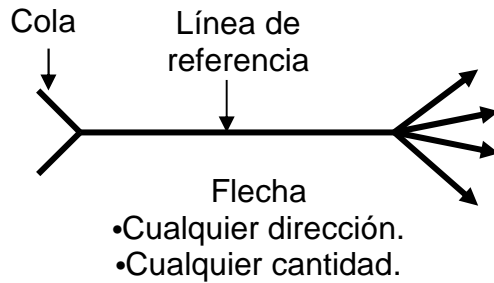 Cola
Línea de
referencia
Flecha
•Cualquier dirección.
•Cualquier cantidad.